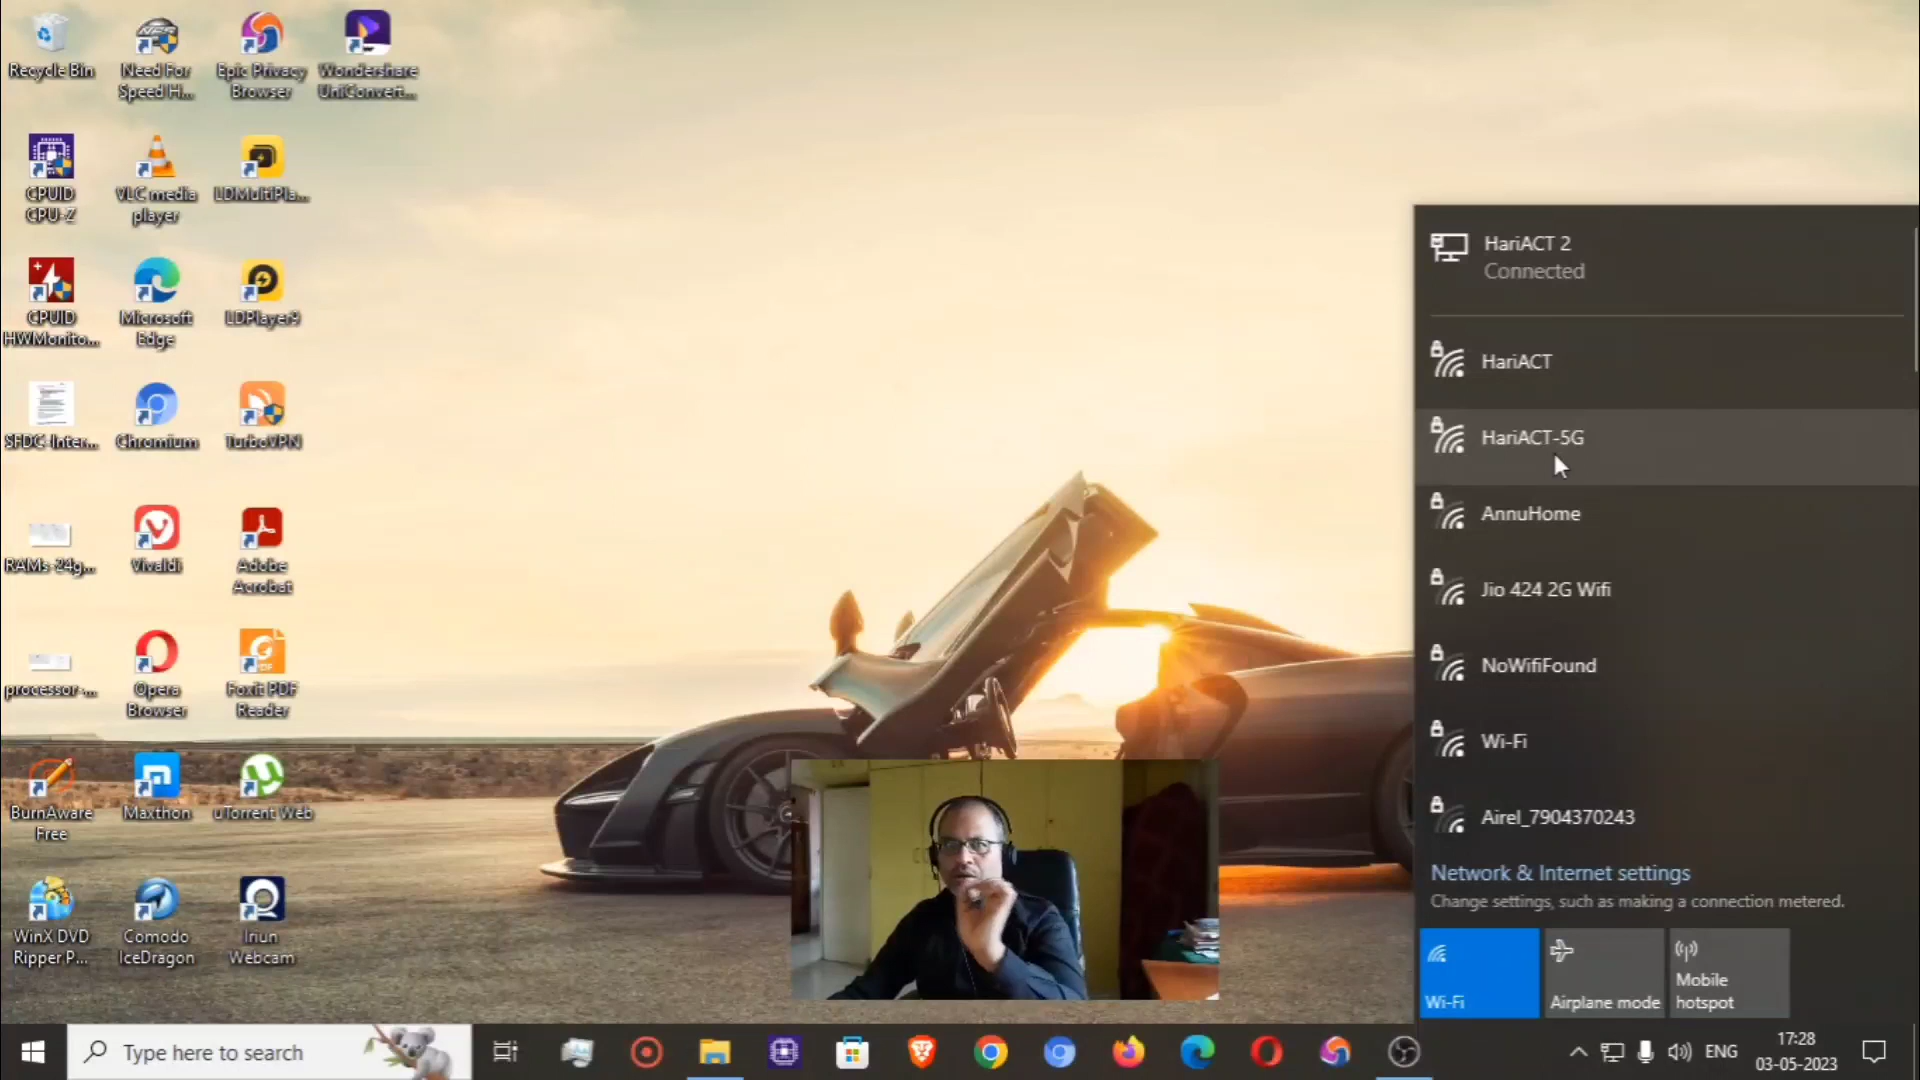 Recycle Bin
Need For
Speed H...
Epic Privacy
Browser
Wondershare
UniConvert...
CPUID
CPU-Z
VLC media
player
LDMultiPla...
CPUID
HWMonito...
Microsoft
Edge
LDPlayer9
SFDC-Inter...
Chromium
TurboVPN
RAMs-24g...
Vivaldi
Adobe
Acrobat
processor-...
Opera
Browser
Foxit PDF
Reader
BurnAware
Free
Maxthon
uTorrent Web
WinX DVD
Ripper P...
Comodo
IceDragon
Iriun
Webcam
HariACT 2
Connected
HariACT
HariACT-5G
AnnuHome
Jio 424 2G Wifi
NoWifiFound
Wi-Fi
Airel_7904370243
Network & Internet settings
Change settings, such as making a connection metered.
Wi-Fi
Airplane mode
Mobile
hotspot
Type here to search
ENG
17:28
03-05-2023